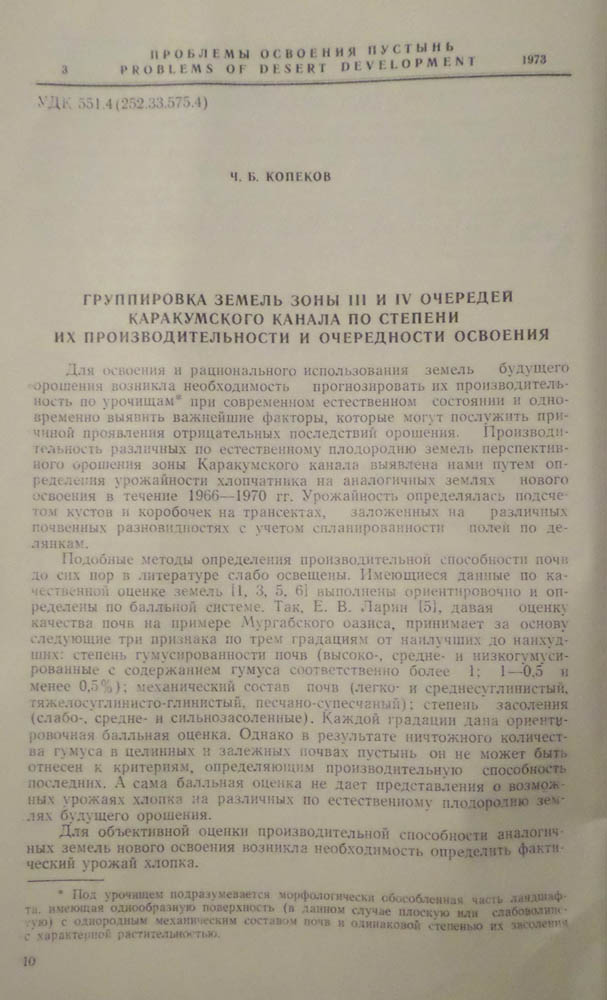 ПРОБЛЕМЫ ОСВОЕНИЯ ПУСТЫНЬ
3 PROBLEMS OF DESERT DEVELOPMENT 1973
УДК 551.4(252.33.575.4)
Ч. Б. КОПЕКОВ
ГРУППИРОВКА ЗЕМЕЛЬ ЗОНЫ III И IV ОЧЕРЕДЕЙ
КАРАКУМСКОГО КАНАЛА ПО СТЕПЕНИ
ИХ ПРОИЗВОДИТЕЛЬНОСТИ И ОЧЕРЕДНОСТИ ОСВОЕНИЯ
Для освоения и рационального использования земель будущего
орошения возникла необходимость прогнозировать их производитель-
ность по урочищам* при современном естественном состоянии и одно-
временно выявить важнейшие факторы, которые могут послужить при-
чиной проявления отрицательных последствий орошения. Производи-
тельность различных по естественному плодородию земель перспектив-
ного орошения зоны Каракумского канала выявлена нами путем оп-
ределения урожайности хлопчатника на аналогичных землях нового
освоения в течение 1966—1970 гг. Урожайность определялась подсче-
том кустов и коробочек на трансектах, заложенных на различных
почвенных разновидностях с учетом спланированности полей по де-
лянкам.
Подобные методы определения производительной способности почв
до сих пор в литературе слабо освещены. Имеющиеся данные по ка-
чественной оценке земель [1, 3, 5, 6] выполнены ориентировочно и оп-
ределены по балльной системе. Так, Е. В. Ларин [5], давая оценку
качества почв на примере Мургабского оазиса, принимает за основу
следующие три признака по трем градациям от наилучших до наихуд-
ших: степень гумусированности почв (высоко-, средне- и низкогумуси-
рованные с содержанием гумуса соответственно более 1; 1—0,5 и
менее 0,5%); механический состав почв (легко- и среднесуглинистый,
тяжелосуглинисто-глинистый, песчано-супесчаный); степень засоления
(слабо-, средне- и сильнозасоленные). Каждой градации дана ориенти-
ровочная балльная оценка. Однако в результате ничтожного количест-
ва гумуса в целинных и залежных почвах пустынь он не может быть
отнесен к критериям, определяющим производительную способность
последних. А сама балльная оценка не дает представления о возмож-
ных урожаях хлопка на различных по естественному плодородию зем-
лях будущего орошения.
Для объективной оценки производительной способности аналогич-
ных земель нового освоения возникла необходимость определить факти-
ческий урожай хлопка.
* Под урочищем подразумевается морфологически обособленная часть ландшаф-
та, имеющая однообразную поверхность (в данном случае плоскую или слабоволнис-
тую) с однородным механическим составом почв и одинаковой степенью их засоления
с характерной растительностью.
10